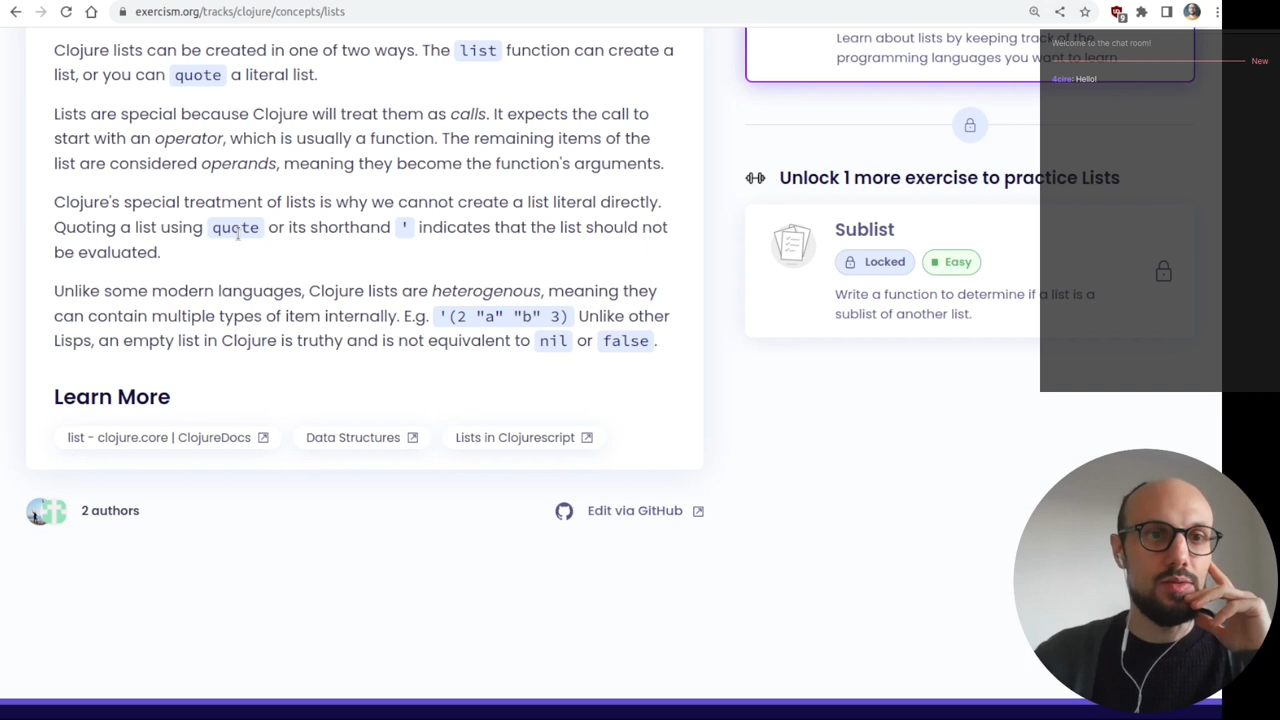 exercism.org/tracks/clojure/concepts/lists
9
Clojure lists can be created in one of two ways. The list function can create a
list, or you can quote a literal list.
Lists are special because Clojure will treat them as calls. It expects the call to
start with an operator, which is usually a function. The remaining items of the
list are considered operands, meaning they become the function's arguments.
Clojure's special treatment of lists is why we cannot create a list literal directly.
Quoting a list using quote or its shorthand ' indicates that the list should not
be evaluated.
Unlike some modern languages, Clojure lists are heterogenous, meaning they
can contain multiple types of item internally. E.g. '(2 "a" "b" 3) Unlike other
Lisps, an empty list in Clojure is truthy and is not equivalent to nil or false.
Learn More
list - clojure.core | ClojureDocs
Data Structures
Lists in Clojurescript
2 authors
Edit via GitHub
Learn about lists by keeping track of the
programming languages you want to learn
Unlock 1 more exercise to practice Lists
Sublist
Locked
Easy
Write a function to determine if a list is a
sublist of another list.
Welcome to the chat room!
New
4cire: Hello!